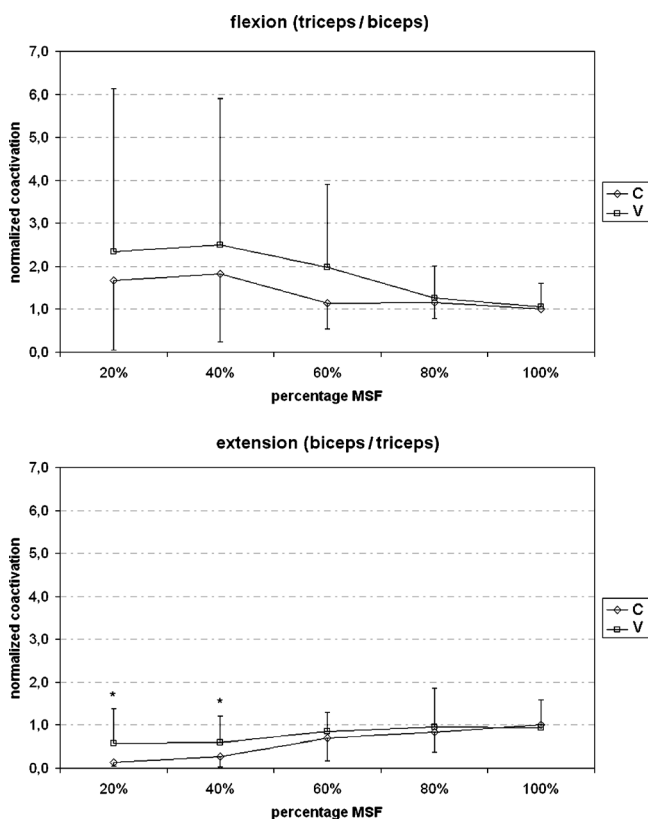 flexion (triceps / biceps)
7,0
6,0
5,0
4,0
3,0
2,0
1,0
0,0
normalized coactivation
20% 40% 60% 80% 100%
percentage MSF
C
V
extension (biceps / triceps)
7,0
6,0
5,0
4,0
3,0
2,0
1,0
0,0
normalized coactivation
* *
20% 40% 60% 80% 100%
percentage MSF
C
V